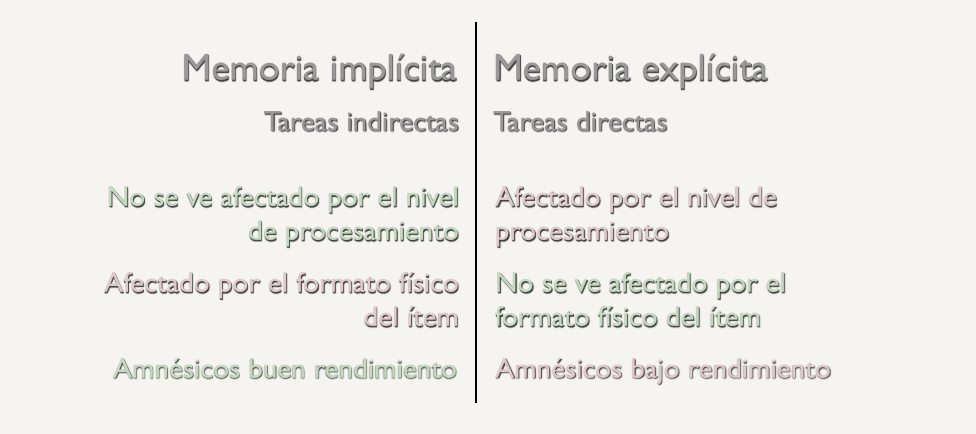 Memoria implícita
Tareas indirectas
No se ve afectado por el nivel
de procesamiento
Afectado por el formato físico
del ítem
Amnésicos buen rendimiento
Memoria explícita
Tareas directas
Afectado por el nivel de
procesamiento
No se ve afectado por el
formato físico del ítem
Amnésicos bajo rendimiento